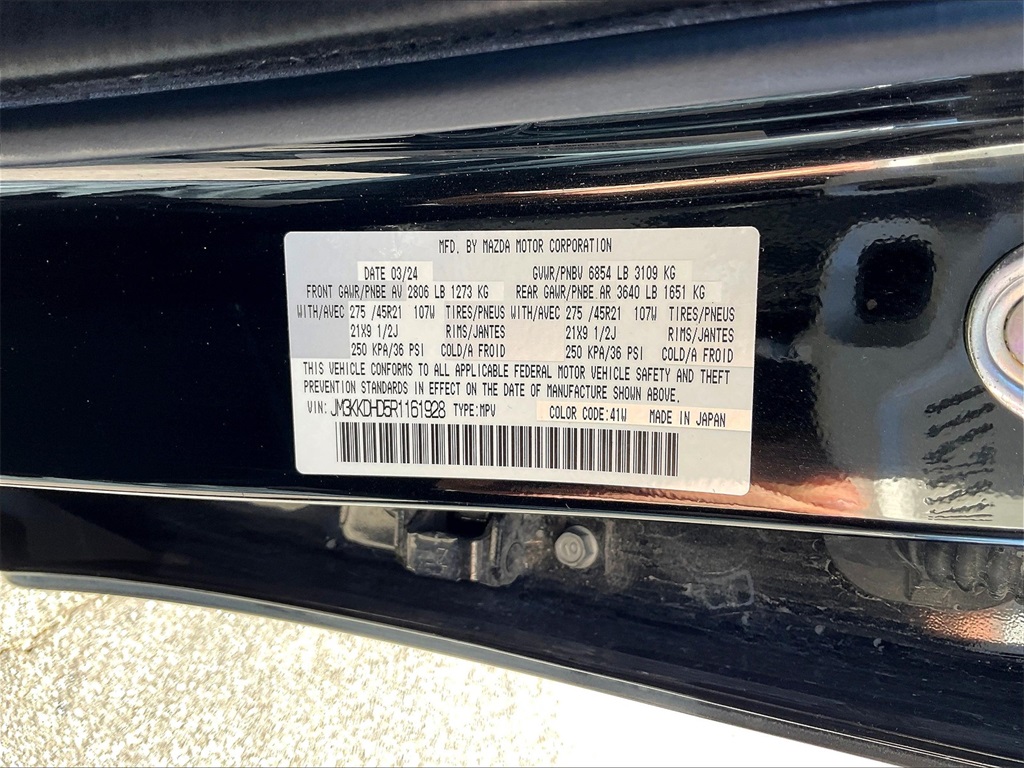 MFD. BY MAZDA MOTOR CORPORATION
DATE 03/24 GVWR/PNBV 6854 LB 3109 KG
FRONT GAWR/PNBE AV 2806 LB 1273 KG REAR GAWR/PNBE AR 3640 LB 1651 KG
WITH/AVEC 275 /45R21 107W TIRES/PNEUS WITH/AVEC 275 /45R21 107W TIRES/PNEUS
21X9 1/2J RIMS/JANTES 21X9 1/2J RIMS/JANTES
250 KPA/36 PSI COLD/A FROID 250 KPA/36 PSI COLD/A FROID
THIS VEHICLE CONFORMS TO ALL APPLICABLE FEDERAL MOTOR VEHICLE SAFETY AND THEFT
PREVENTION STANDARDS IN EFFECT ON THE DATE OF MANUFACTURE SHOWN ABOVE.
VIN: JM3KKDHD5R1161928 TYPE:MPV COLOR CODE:41W MADE IN JAPAN